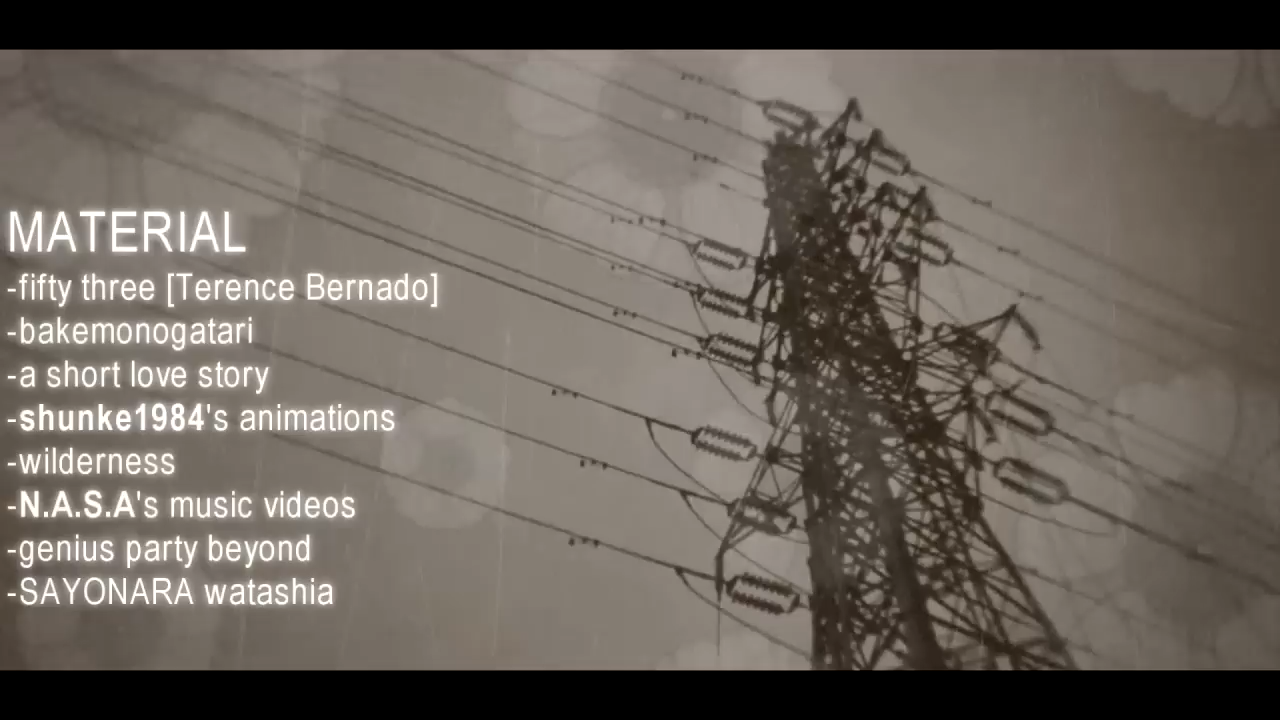 MATERIAL
-fifty three [Terence Bernado]
-bakemonogatari
-a short love story
-shunke1984's animations
-wilderness
-N.A.S.A's music videos
-genius party beyond
-SAYONARA watashia